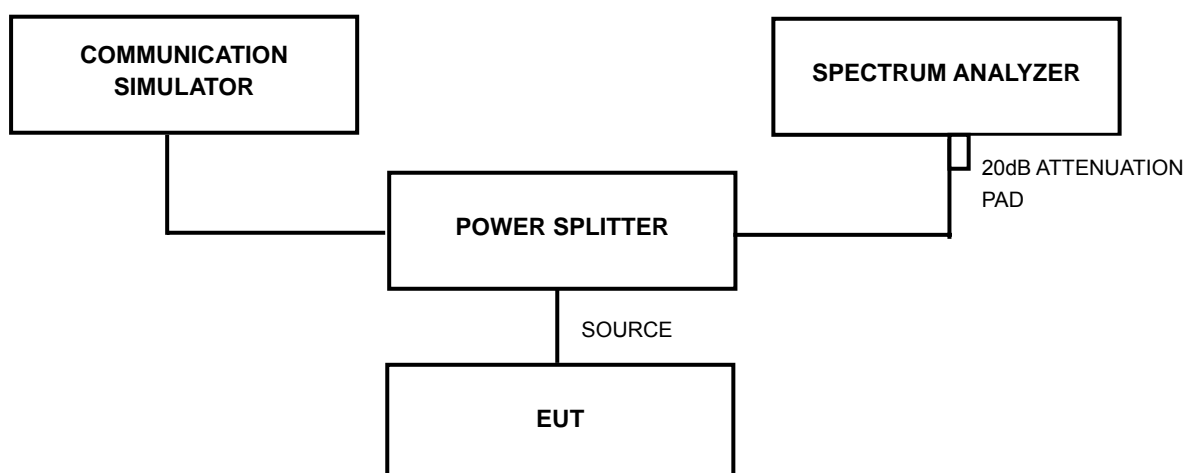 COMMUNICATION
SIMULATOR
SPECTRUM ANALYZER
20dB ATTENUATION
PAD
POWER SPLITTER
SOURCE
EUT